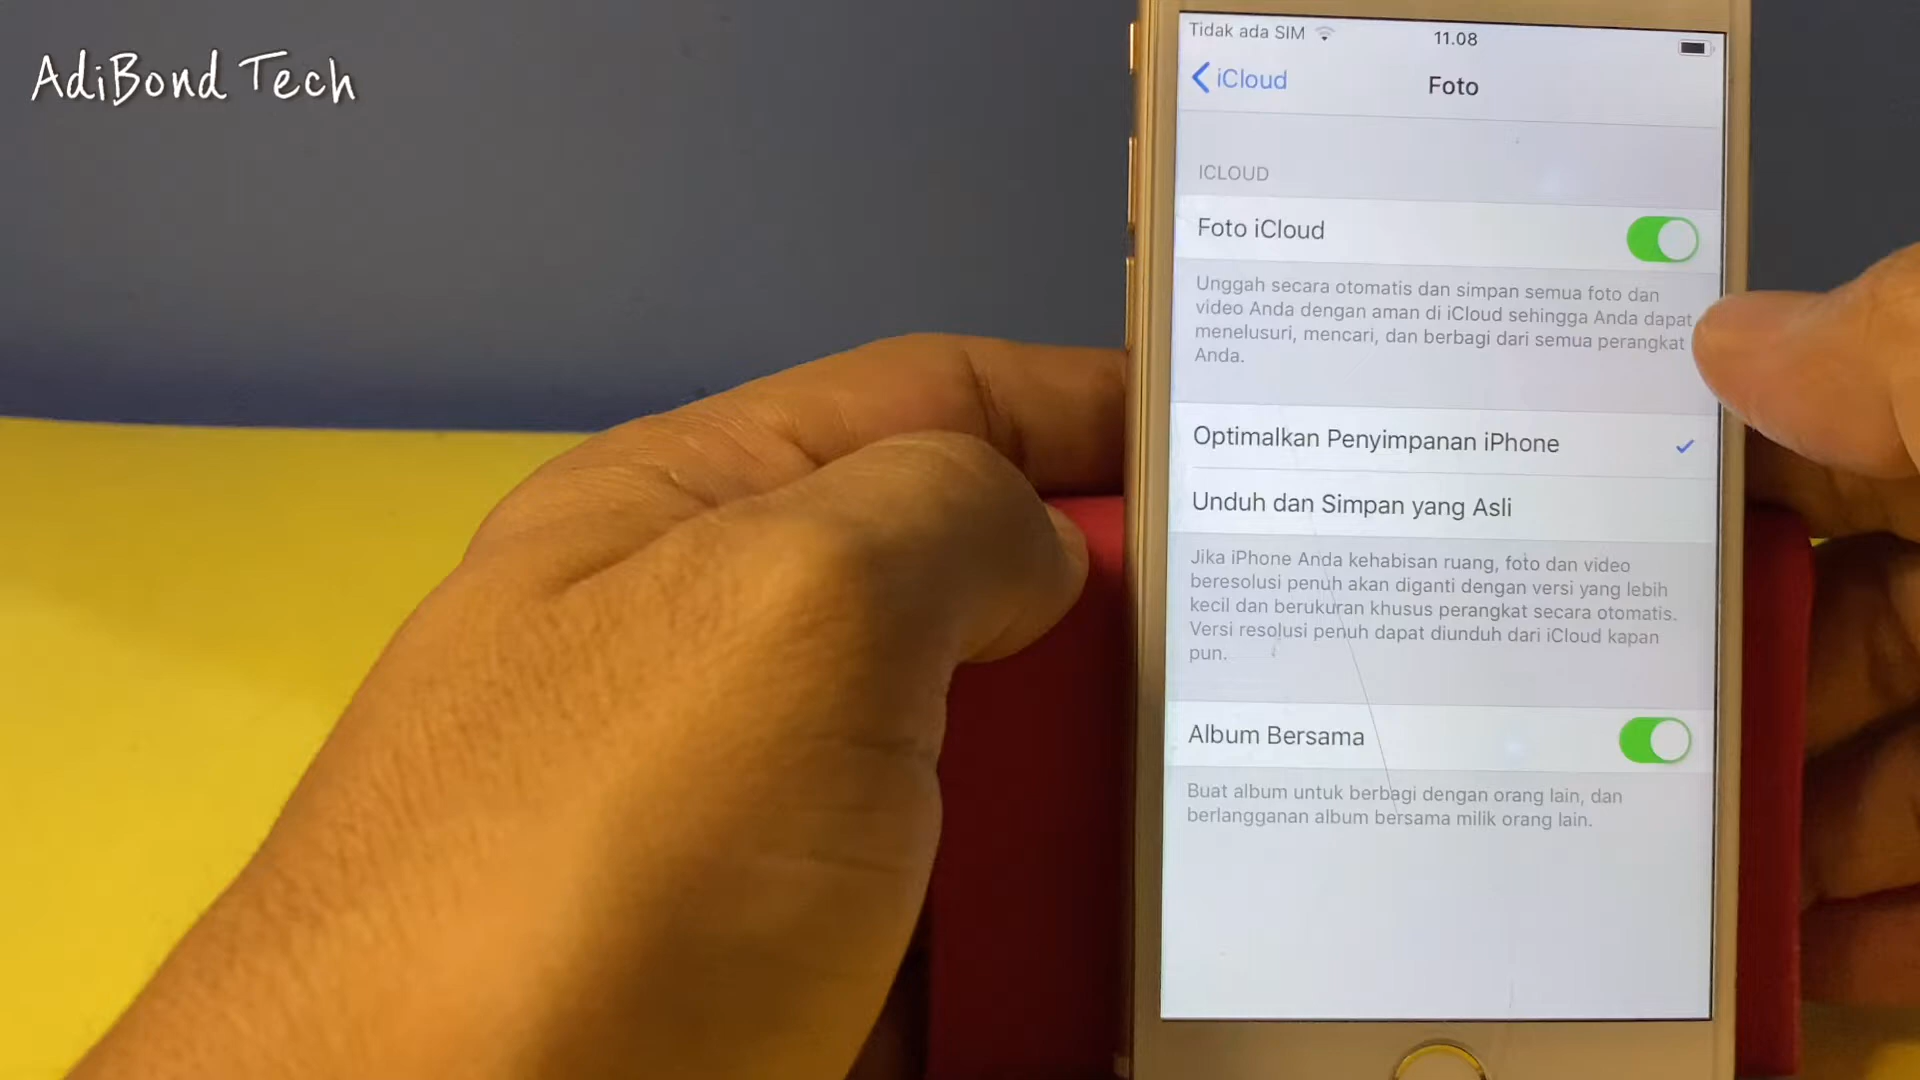 AdiBond Tech
Tidak ada SIM
11.08
iCloud
Foto
ICLOUD
Foto iCloud
Unggah secara otomatis dan simpan semua foto dan
video Anda dengan aman di iCloud sehingga Anda dapat
menelusuri, mencari, dan berbagi dari semua perangkat
Anda.
Optimalkan Penyimpanan iPhone
Unduh dan Simpan yang Asli
Jika iPhone Anda kehabisan ruang, foto dan video
beresolusi penuh akan diganti dengan versi yang lebih
kecil dan berukuran khusus perangkat secara otomatis.
Versi resolusi penuh dapat diunduh dari iCloud kapan
pun.
Album Bersama
Buat album untuk berbagi dengan orang lain, dan
berlangganan album bersama milik orang lain.